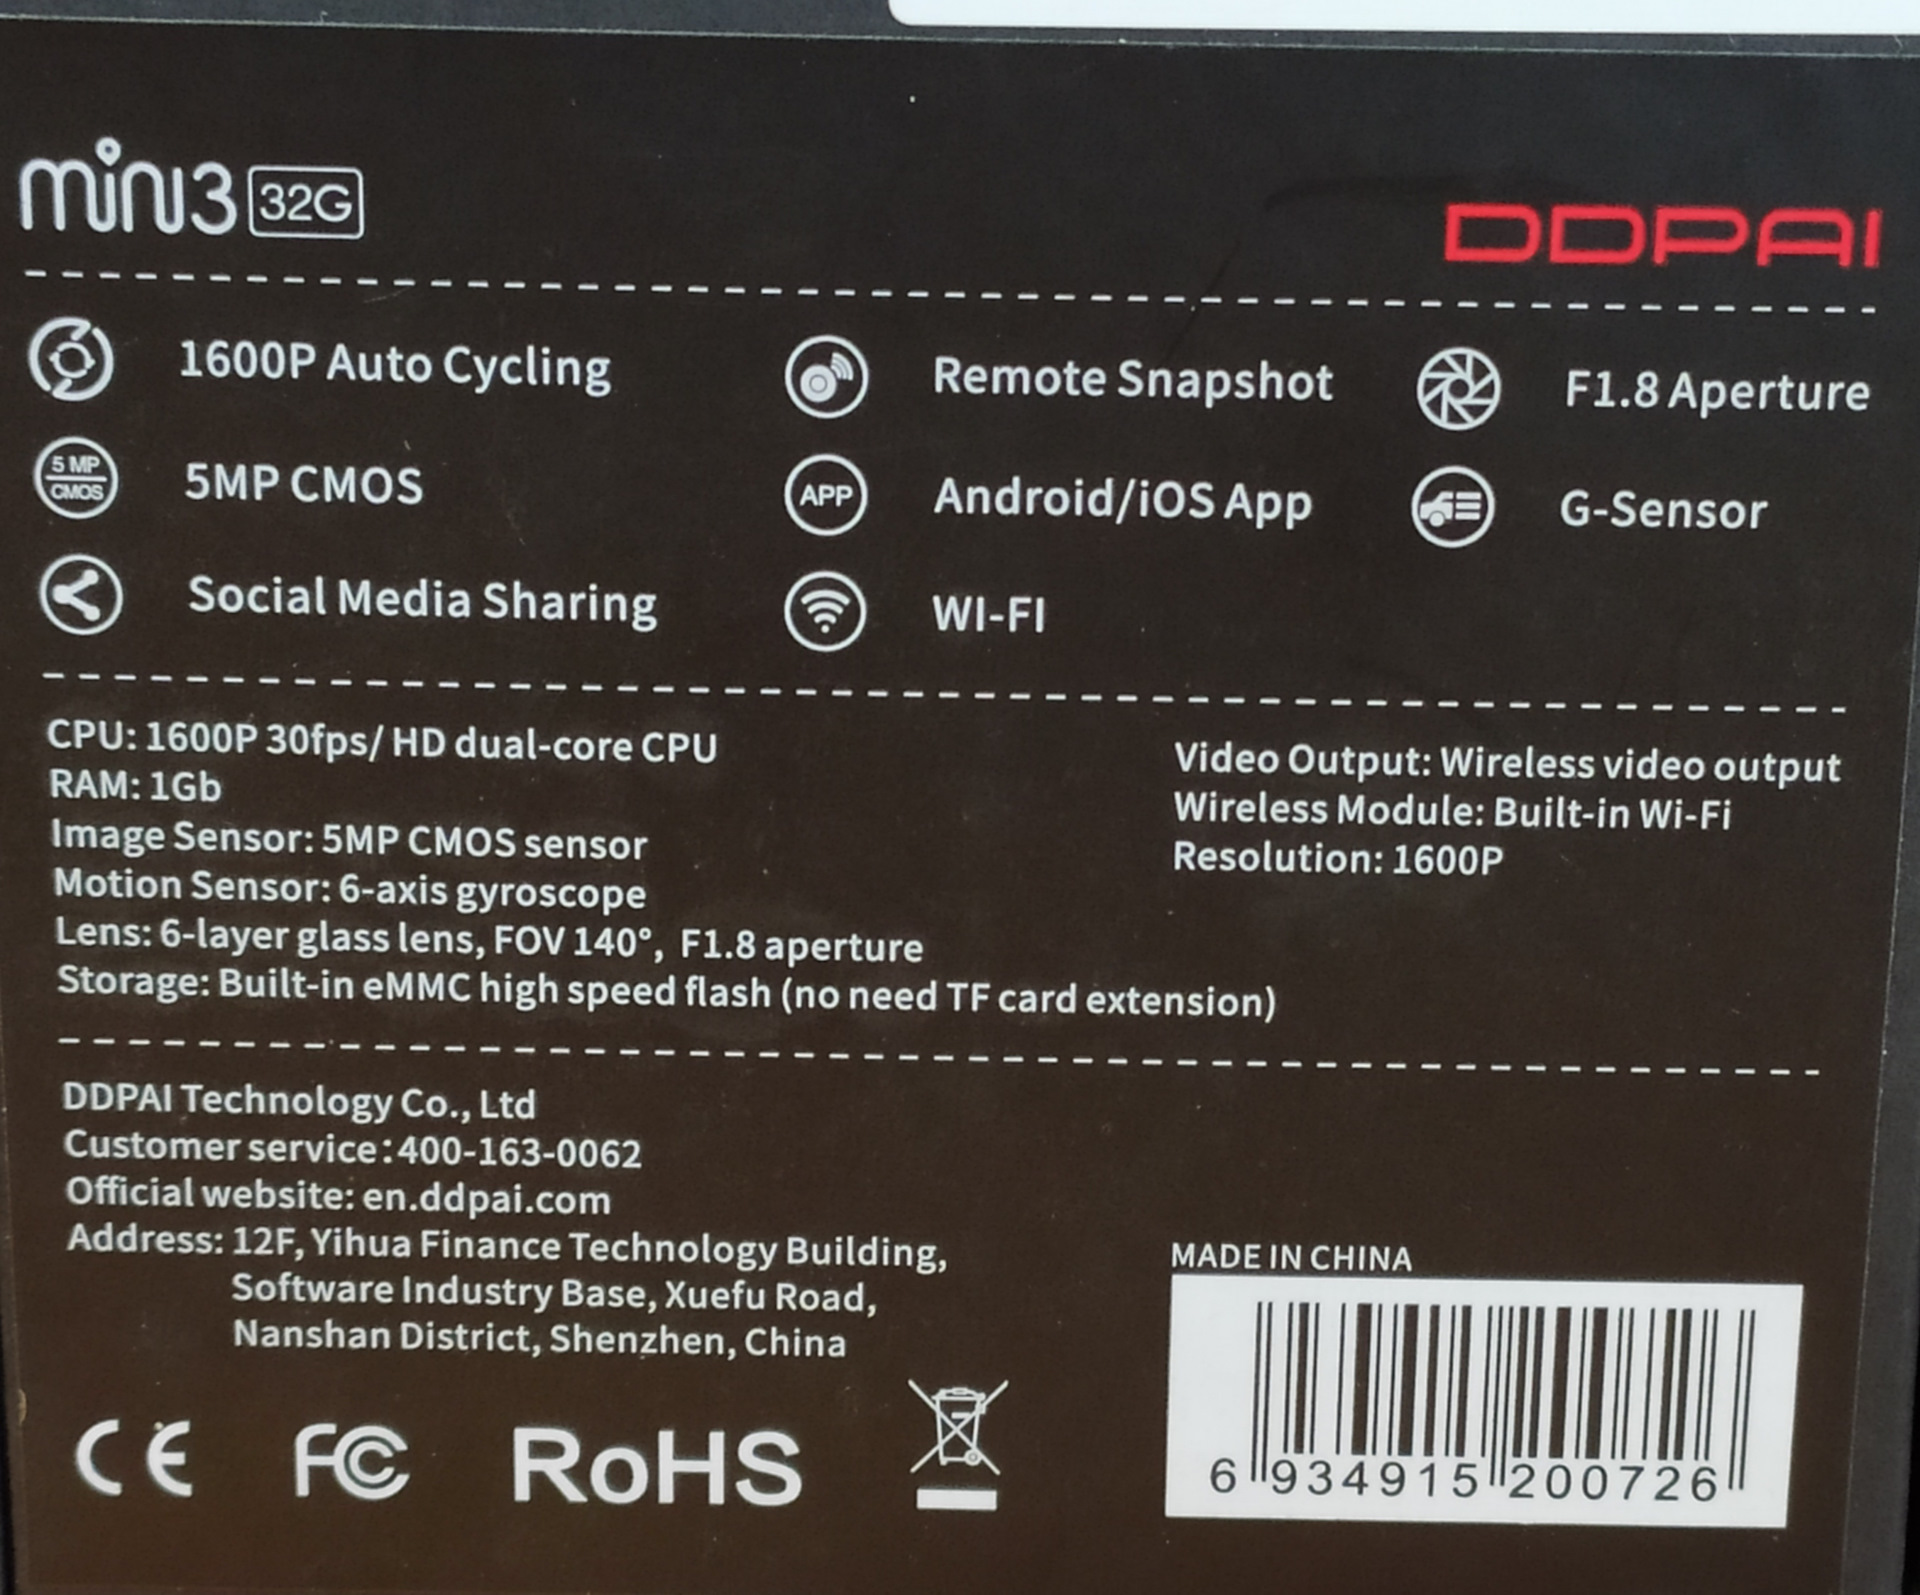 mini3 32G
DDPAI
1600P Auto Cycling
Remote Snapshot
F1.8 Aperture
5 MP
CMOS
5MP CMOS
APP
Android/iOS App
G-Sensor
Social Media Sharing
WI-FI
CPU: 1600P 30fps/ HD dual-core CPU
RAM: 1Gb
Image Sensor: 5MP CMOS sensor
Motion Sensor: 6-axis gyroscope
Lens: 6-layer glass lens, FOV 140°, F1.8 aperture
Storage: Built-in eMMC high speed flash (no need TF card extension)
Video Output: Wireless video output
Wireless Module: Built-in Wi-Fi
Resolution: 1600P
DDPAI Technology Co., Ltd
Customer service:400-163-0062
Official website: en.ddpai.com
Address: 12F, Yihua Finance Technology Building,
Software Industry Base, Xuefu Road,
Nanshan District, Shenzhen, China
CE FC RoHS
MADE IN CHINA
6 934915 200726